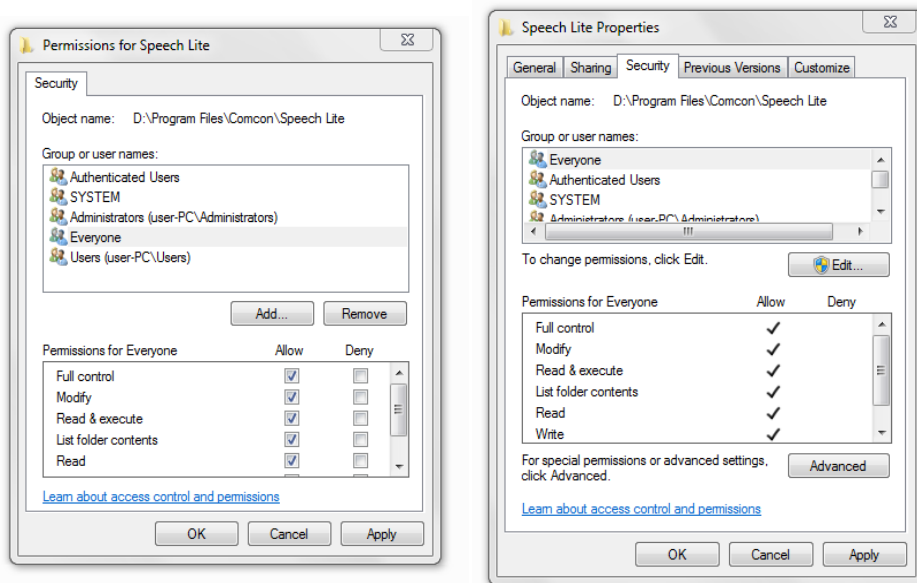 Permissions for Speech Lite
Security
Object name: D:\Program Files\Comcon\Speech Lite
Group or user names:
Authenticated Users
SYSTEM
Administrators (user-PC\Administrators)
Everyone
Users (user-PC\Users)
Add... Remove
Permissions for Everyone Allow Deny
Full control
Modify
Read & execute
List folder contents
Read
Learn about access control and permissions
OK Cancel Apply
Speech Lite Properties
General Sharing Security Previous Versions Customize
Object name: D:\Program Files\Comcon\Speech Lite
Group or user names:
Everyone
Authenticated Users
SYSTEM
Administrators (user-PC\Administrators)
To change permissions, click Edit. Edit...
Permissions for Everyone Allow Deny
Full control
Modify
Read & execute
List folder contents
Read
Write
For special permissions or advanced settings,
click Advanced. Advanced
Learn about access control and permissions
OK Cancel Apply